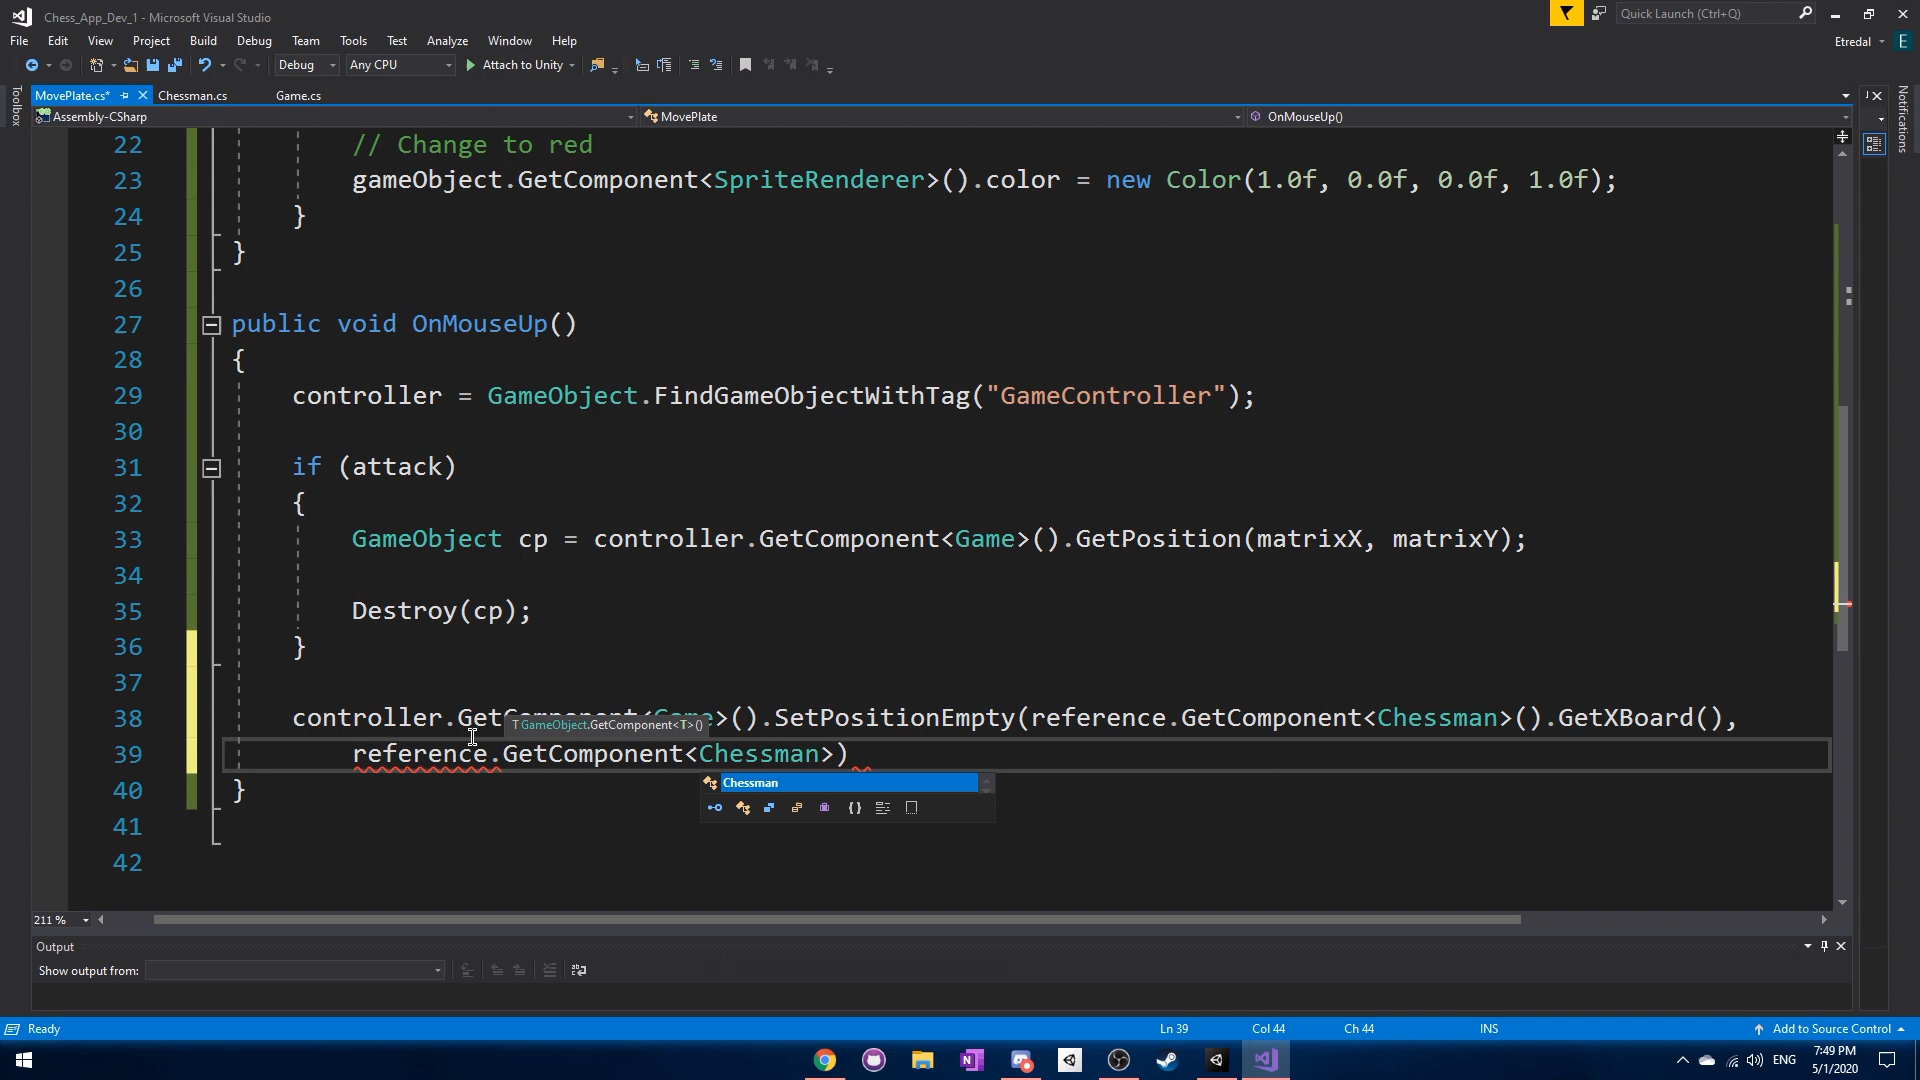 Chess_App_Dev_1 - Microsoft Visual Studio
Quick Launch (Ctrl+Q)
File Edit View Project Build Debug Team Tools Test Analyze Window Help
Etredal
E
Debug Any CPU Attach to Unity
Toolbox
Notifications
MovePlate.cs* Chessman.cs Game.cs
Assembly-CSharp MovePlate OnMouseUp()
22 // Change to red
23 gameObject.GetComponent<SpriteRenderer>().color = new Color(1.0f, 0.0f, 0.0f, 1.0f);
24 }
25 }
26
27 public void OnMouseUp()
28 {
29 controller = GameObject.FindGameObjectWithTag("GameController");
30
31 if (attack)
32 {
33 GameObject cp = controller.GetComponent<Game>().GetPosition(matrixX, matrixY);
34
35 Destroy(cp);
36 }
37
38 controller.GetComponent<Game>().SetPositionEmpty(reference.GetComponent<Chessman>().GetXBoard(),
T GameObject.GetComponent<T>()
39 reference.GetComponent<Chessman>)
Chessman
40 }
41
42
211 %
Output
Show output from:
Ready Ln 39 Col 44 Ch 44 INS Add to Source Control
ENG
7:49 PM
5/1/2020